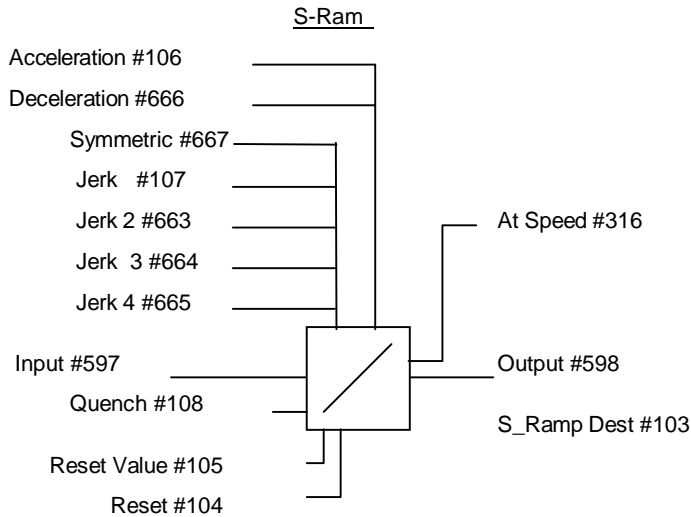 S-Ram
Acceleration #106
Deceleration #666
Symmetric #667
Jerk #107
Jerk 2 #663
Jerk 3 #664
Jerk 4 #665
At Speed #316
Input #597
Output #598
Quench #108
S_Ramp Dest #103
Reset Value #105
Reset #104